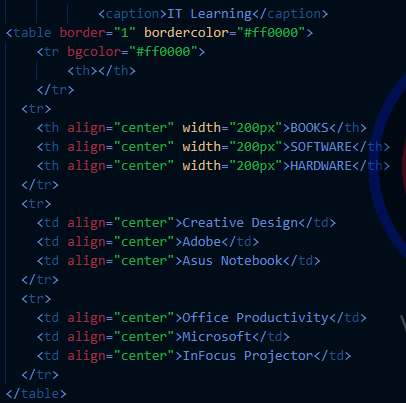 <caption>IT Learning</caption>
<table border="1" bordercolor="#ff0000">
<tr bgcolor="#ff0000">
<th></th>
</tr>
<tr>
<th align="center" width="200px">BOOKS</th>
<th align="center" width="200px">SOFTWARE</th>
<th align="center" width="200px">HARDWARE</th>
</tr>
<tr>
<td align="center">Creative Design</td>
<td align="center">Adobe</td>
<td align="center">Asus Notebook</td>
</tr>
<tr>
<td align="center">Office Productivity</td>
<td align="center">Microsoft</td>
<td align="center">InFocus Projector</td>
</tr>
</table>